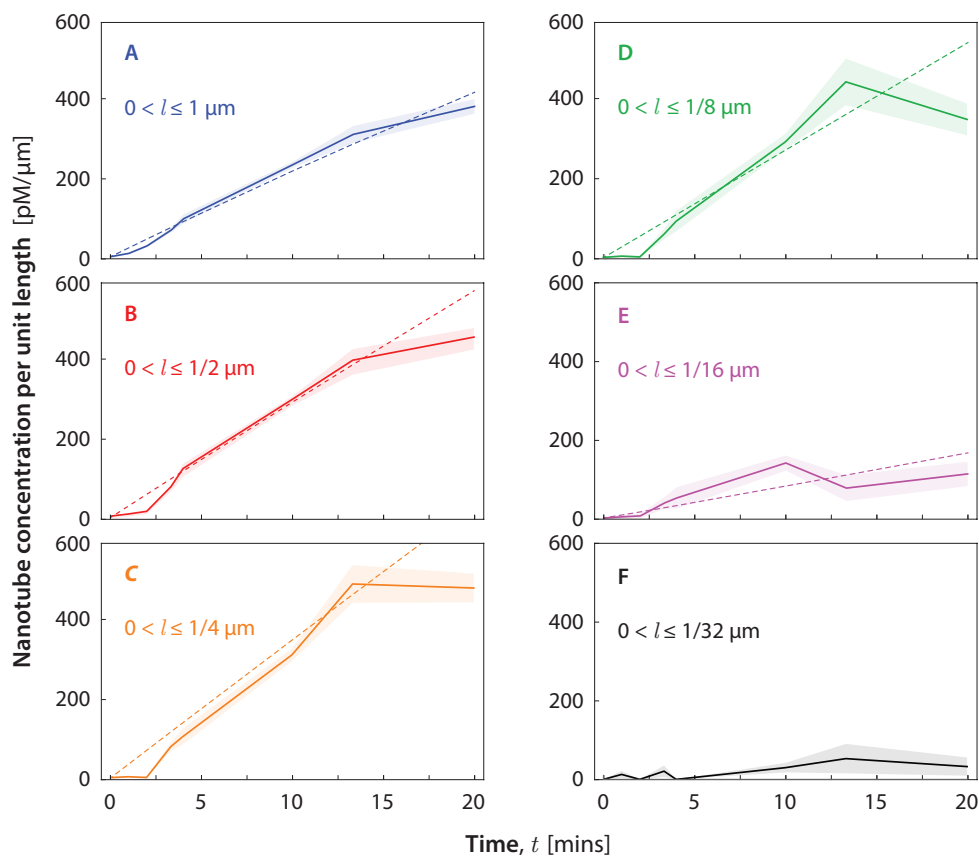 Nanotube concentration per unit length [pM/μm]
600
400
200
0
A
0 < l ≤ 1 μm
600
400
200
0
B
0 < l ≤ 1/2 μm
600
400
200
0
C
0 < l ≤ 1/4 μm
0 5 10 15 20
600
400
200
0
D
0 < l ≤ 1/8 μm
600
400
200
0
E
0 < l ≤ 1/16 μm
600
400
200
0
F
0 < l ≤ 1/32 μm
0 5 10 15 20
Time, t [mins]